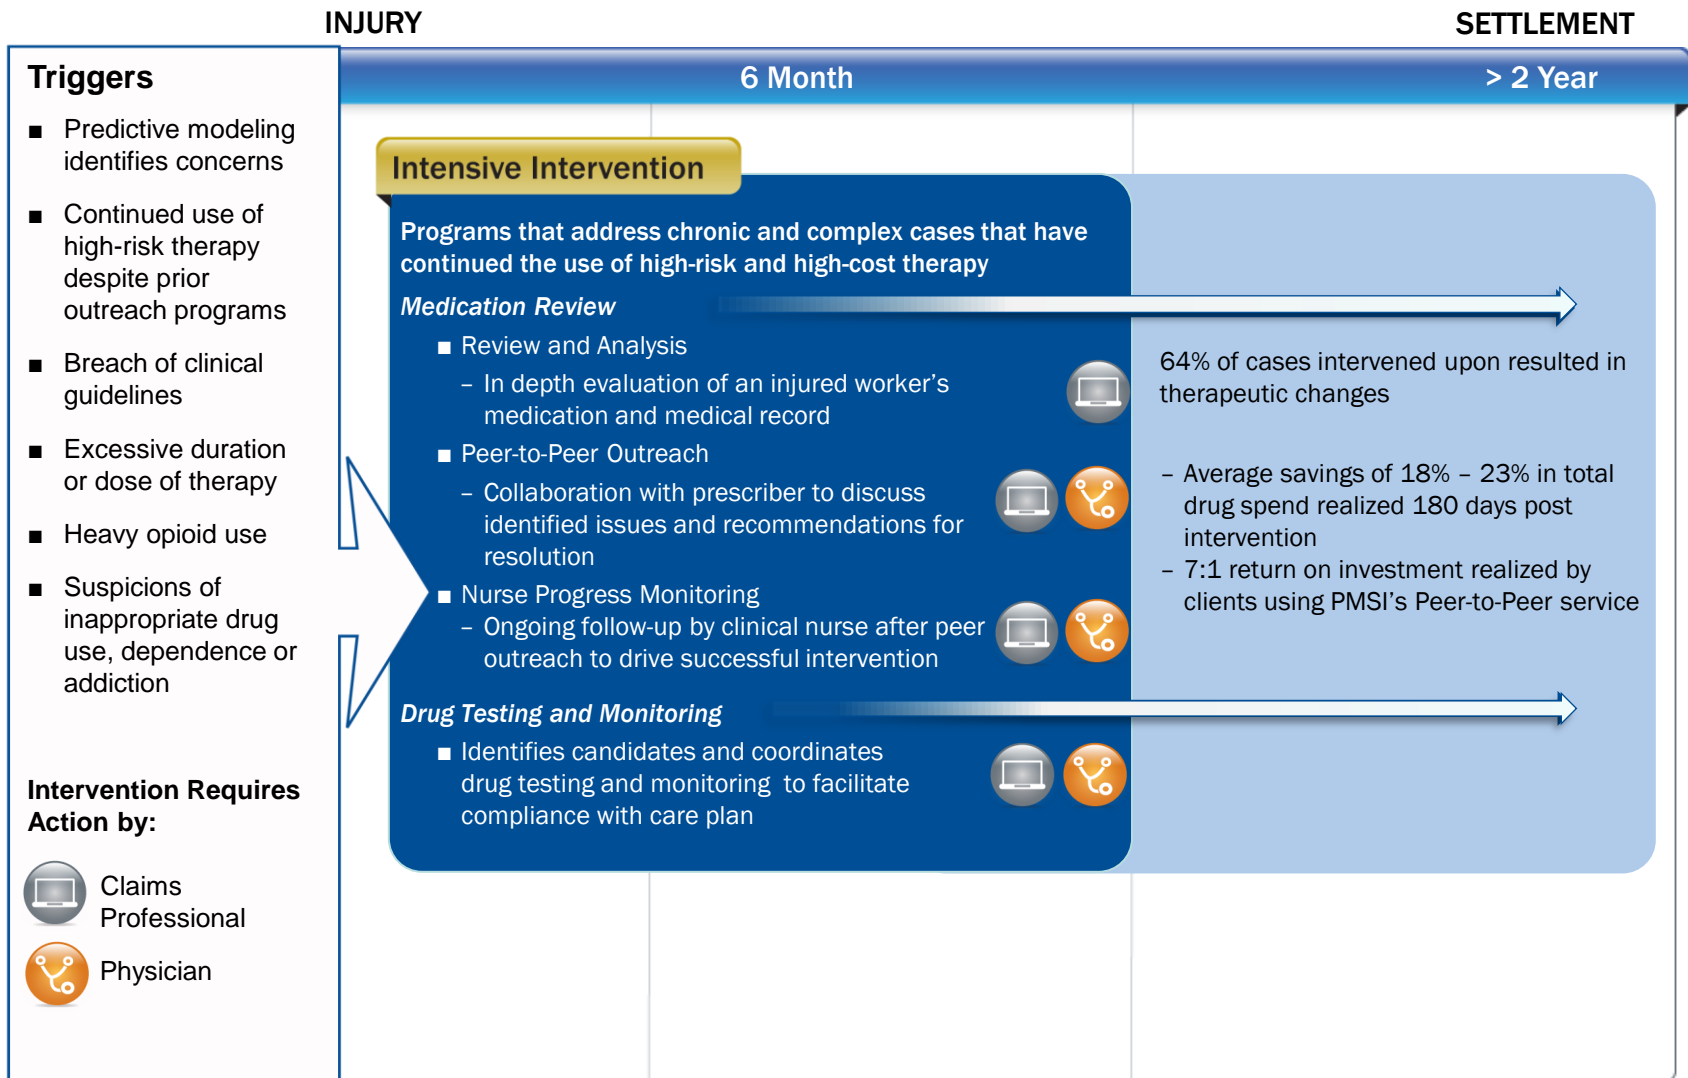 INJURY
SETTLEMENT
6 Month
> 2 Year
Triggers
■ Predictive modeling
identifies concerns
■ Continued use of
high-risk therapy
despite prior
outreach programs
■ Breach of clinical
guidelines
■ Excessive duration
or dose of therapy
■ Heavy opioid use
■ Suspicions of
inappropriate drug
use, dependence or
addiction
Intervention Requires
Action by:
Claims
Professional
Physician
Intensive Intervention
Programs that address chronic and complex cases that have
continued the use of high-risk and high-cost therapy
Medication Review
■ Review and Analysis
– In depth evaluation of an injured worker’s
medication and medical record
■ Peer-to-Peer Outreach
– Collaboration with prescriber to discuss
identified issues and recommendations for
resolution
■ Nurse Progress Monitoring
– Ongoing follow-up by clinical nurse after peer
outreach to drive successful intervention
Drug Testing and Monitoring
■ Identifies candidates and coordinates
drug testing and monitoring to facilitate
compliance with care plan
64% of cases intervened upon resulted in
therapeutic changes
– Average savings of 18% – 23% in total
drug spend realized 180 days post
intervention
– 7:1 return on investment realized by
clients using PMSI’s Peer-to-Peer service